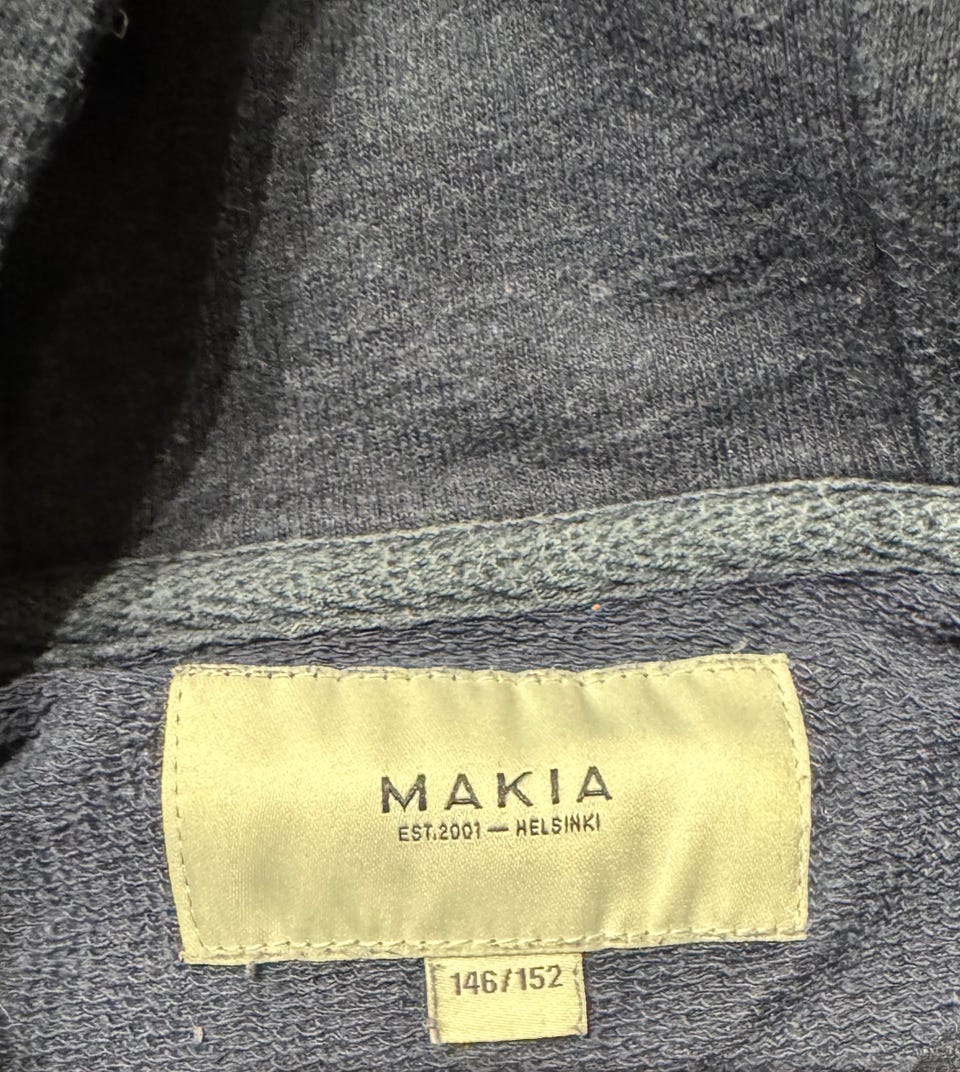 MAKIA
EST.2001 — HELSINKI
146/152